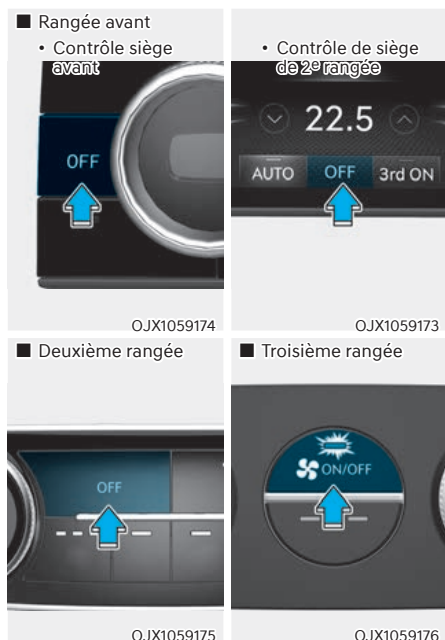 ■ Rangée avant
• Contrôle siège
avant
OFF
OJX1059174
• Contrôle de siège
de 2e rangée
22.5
AUTO OFF 3rd ON
OJX1059173
■ Deuxième rangée
OFF
OJX1059175
■ Troisième rangée
ON/OFF
OJX1059176